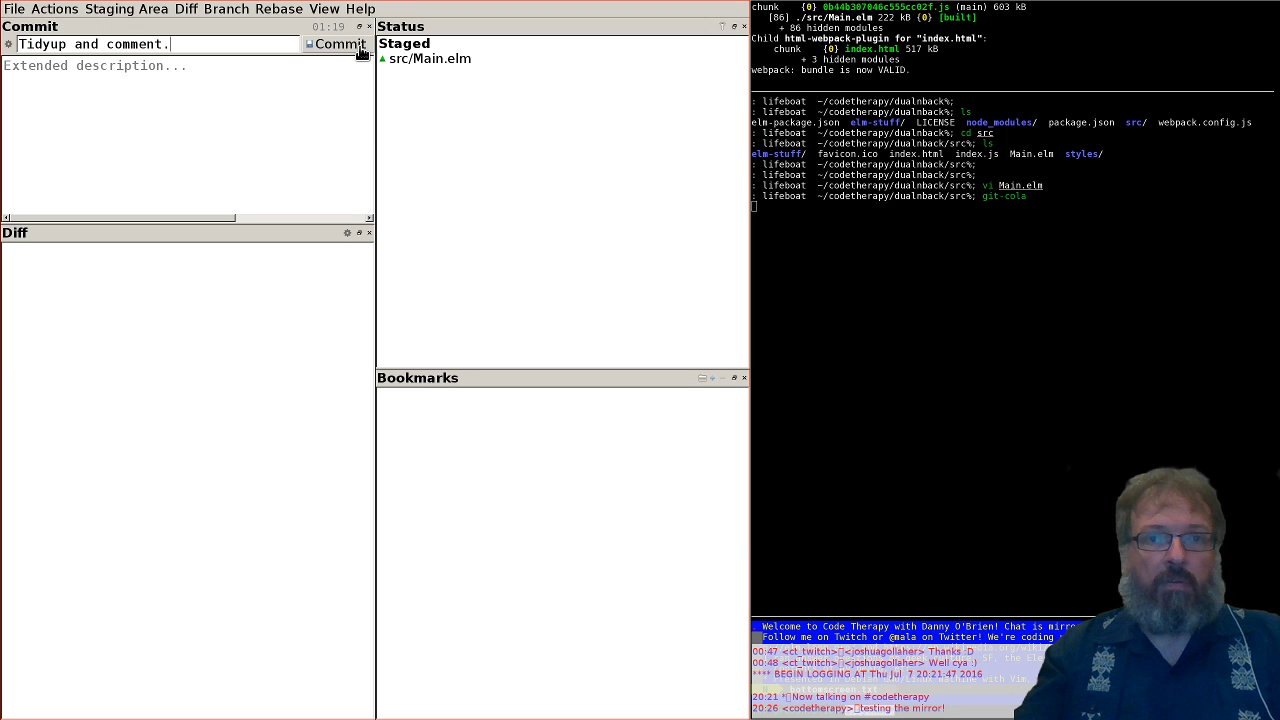 File Actions Staging Area Diff Branch Rebase View Help
Commit 01:19
Tidyup and comment. Commit
Extended description...
Diff
Status
Staged
src/Main.elm
Bookmarks
chunk {0} 0b44b307046c555cc02f.js (main) 603 kB
[86] ./src/Main.elm 222 kB {0} [built]
+ 86 hidden modules
Child html-webpack-plugin for "index.html":
chunk {0} index.html 517 kB
+ 3 hidden modules
webpack: bundle is now VALID.
: lifeboat ~/codetherapy/dualnback%;
: lifeboat ~/codetherapy/dualnback%; ls
elm-package.json elm-stuff/ LICENSE node_modules/ package.json src/ webpack.config.js
: lifeboat ~/codetherapy/dualnback%; cd src
: lifeboat ~/codetherapy/dualnback/src%; ls
elm-stuff/ favicon.ico index.html index.js Main.elm styles/
: lifeboat ~/codetherapy/dualnback/src%;
: lifeboat ~/codetherapy/dualnback/src%;
: lifeboat ~/codetherapy/dualnback/src%; vi Main.elm
: lifeboat ~/codetherapy/dualnback/src%; git-cola
Welcome to Code Therapy with Danny O'Brien! Chat is
Follow me on Twitch or @mala on Twitter! We're coding
00:47 <ct_twitch> <joshuagollaher> Thanks :D
00:48 <ct_twitch> <joshuagollaher> Well cya :)
**** BEGIN LOGGING AT Thu Jul 7 20:21:47 2016
20:21 * Now talking on #codetherapy
20:26 <codetherapy> testing the mirror!